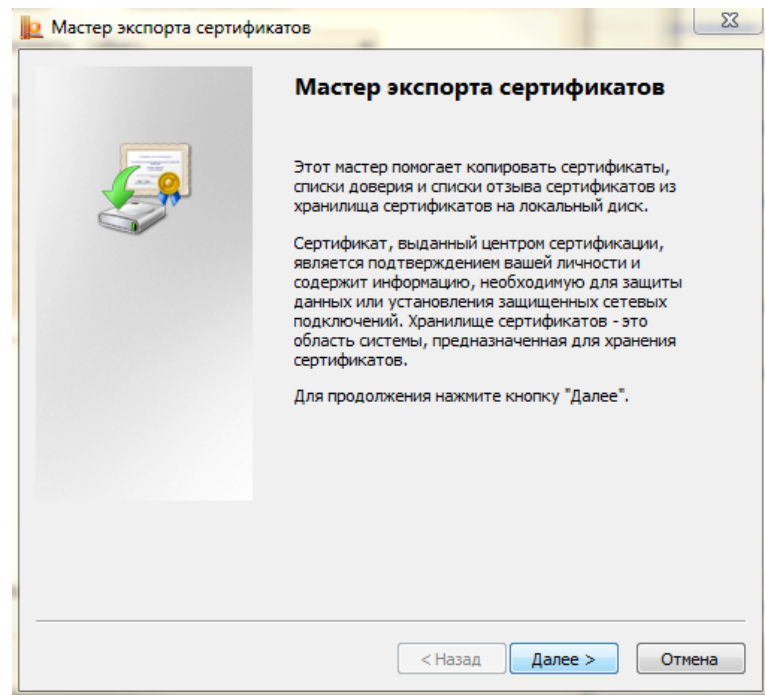 Мастер экспорта сертификатов
Мастер экспорта сертификатов
Этот мастер помогает копировать сертификаты,
списки доверия и списки отзыва сертификатов из
хранилища сертификатов на локальный диск.
Сертификат, выданный центром сертификации,
является подтверждением вашей личности и
содержит информацию, необходимую для защиты
данных или установления защищенных сетевых
подключений. Хранилище сертификатов - это
область системы, предназначенная для хранения
сертификатов.
Для продолжения нажмите кнопку "Далее".
< Назад Далее > Отмена